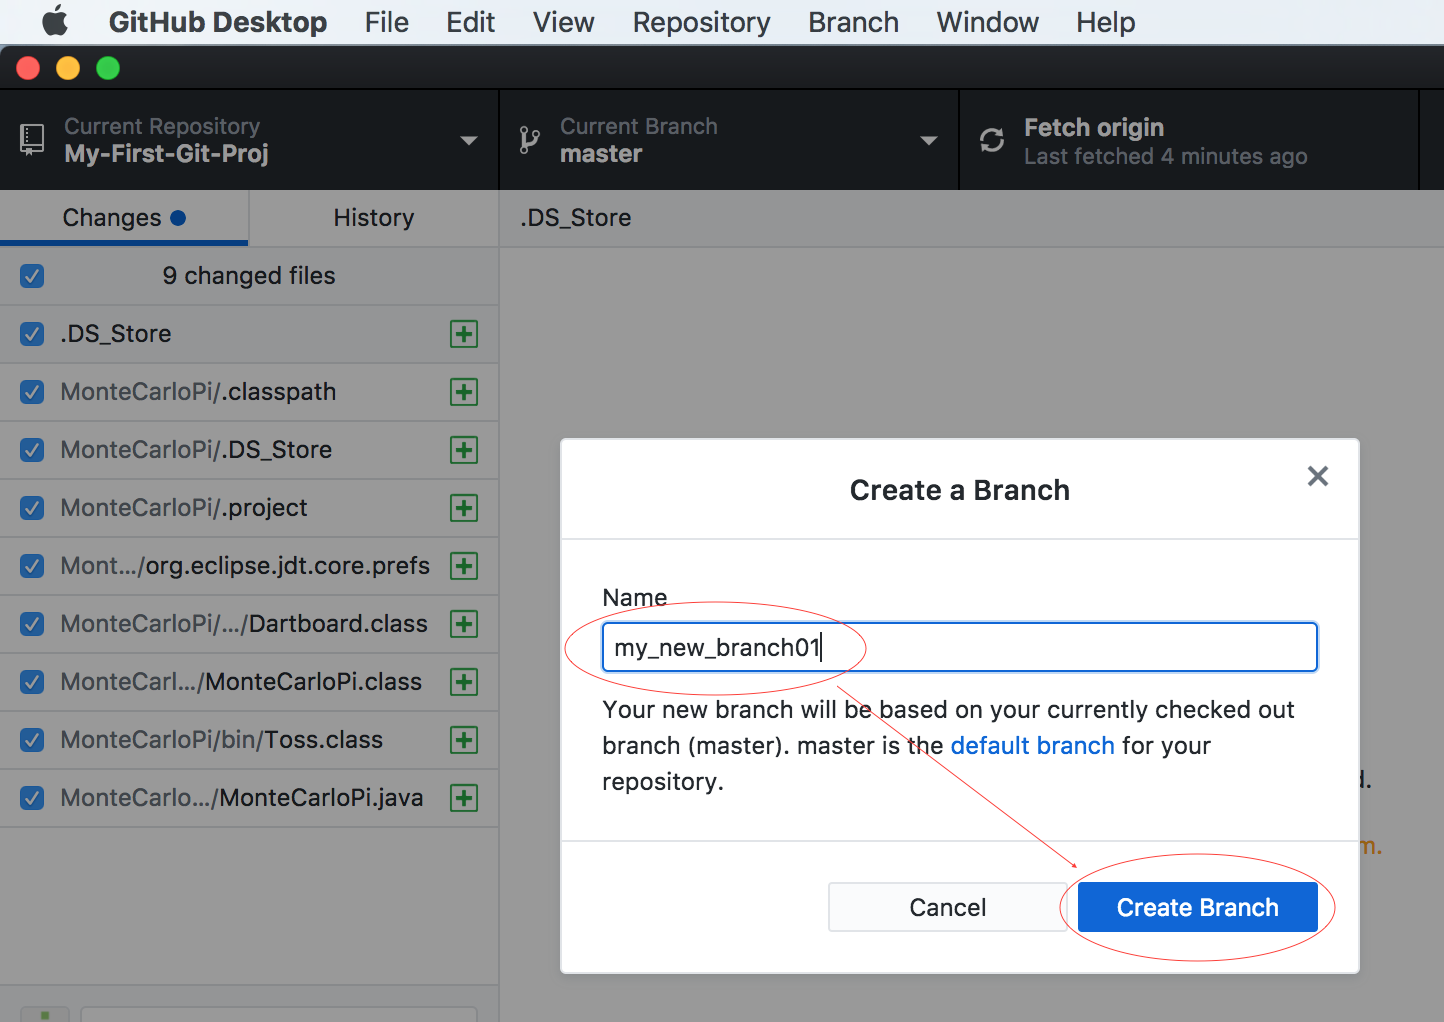 GitHub Desktop File Edit View Repository Branch Window Help
Current Repository
My-First-Git-Proj
Current Branch
master
Fetch origin
Last fetched 4 minutes ago
Changes History
.DS_Store
9 changed files
.DS_Store
MonteCarloPi/.classpath
MonteCarloPi/.DS_Store
MonteCarloPi/.project
Mont.../org.eclipse.jdt.core.prefs
MonteCarloPi/.../Dartboard.class
MonteCarl.../MonteCarloPi.class
MonteCarloPi/bin/Toss.class
MonteCarlo.../MonteCarloPi.java
Create a Branch
Name
my_new_branch01
Your new branch will be based on your currently checked out
branch (master). master is the default branch for your
repository.
Cancel Create Branch